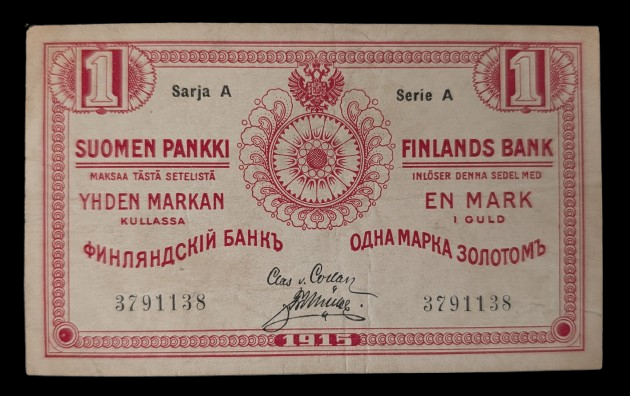 1 1
Sarja A Serie A
SUOMEN PANKKI FINLANDS BANK
MAKSAA TÄSTÄ SETELISTÄ INLÖSER DENNA SEDEL MED
YHDEN MARKAN EN MARK
KULLASSA I GULD
ФИНЛЯНДСКІЙ БАНКЪ ОДНА МАРКА ЗОЛОТОМЪ
Clas v. Collan
3791138 3791138
1915